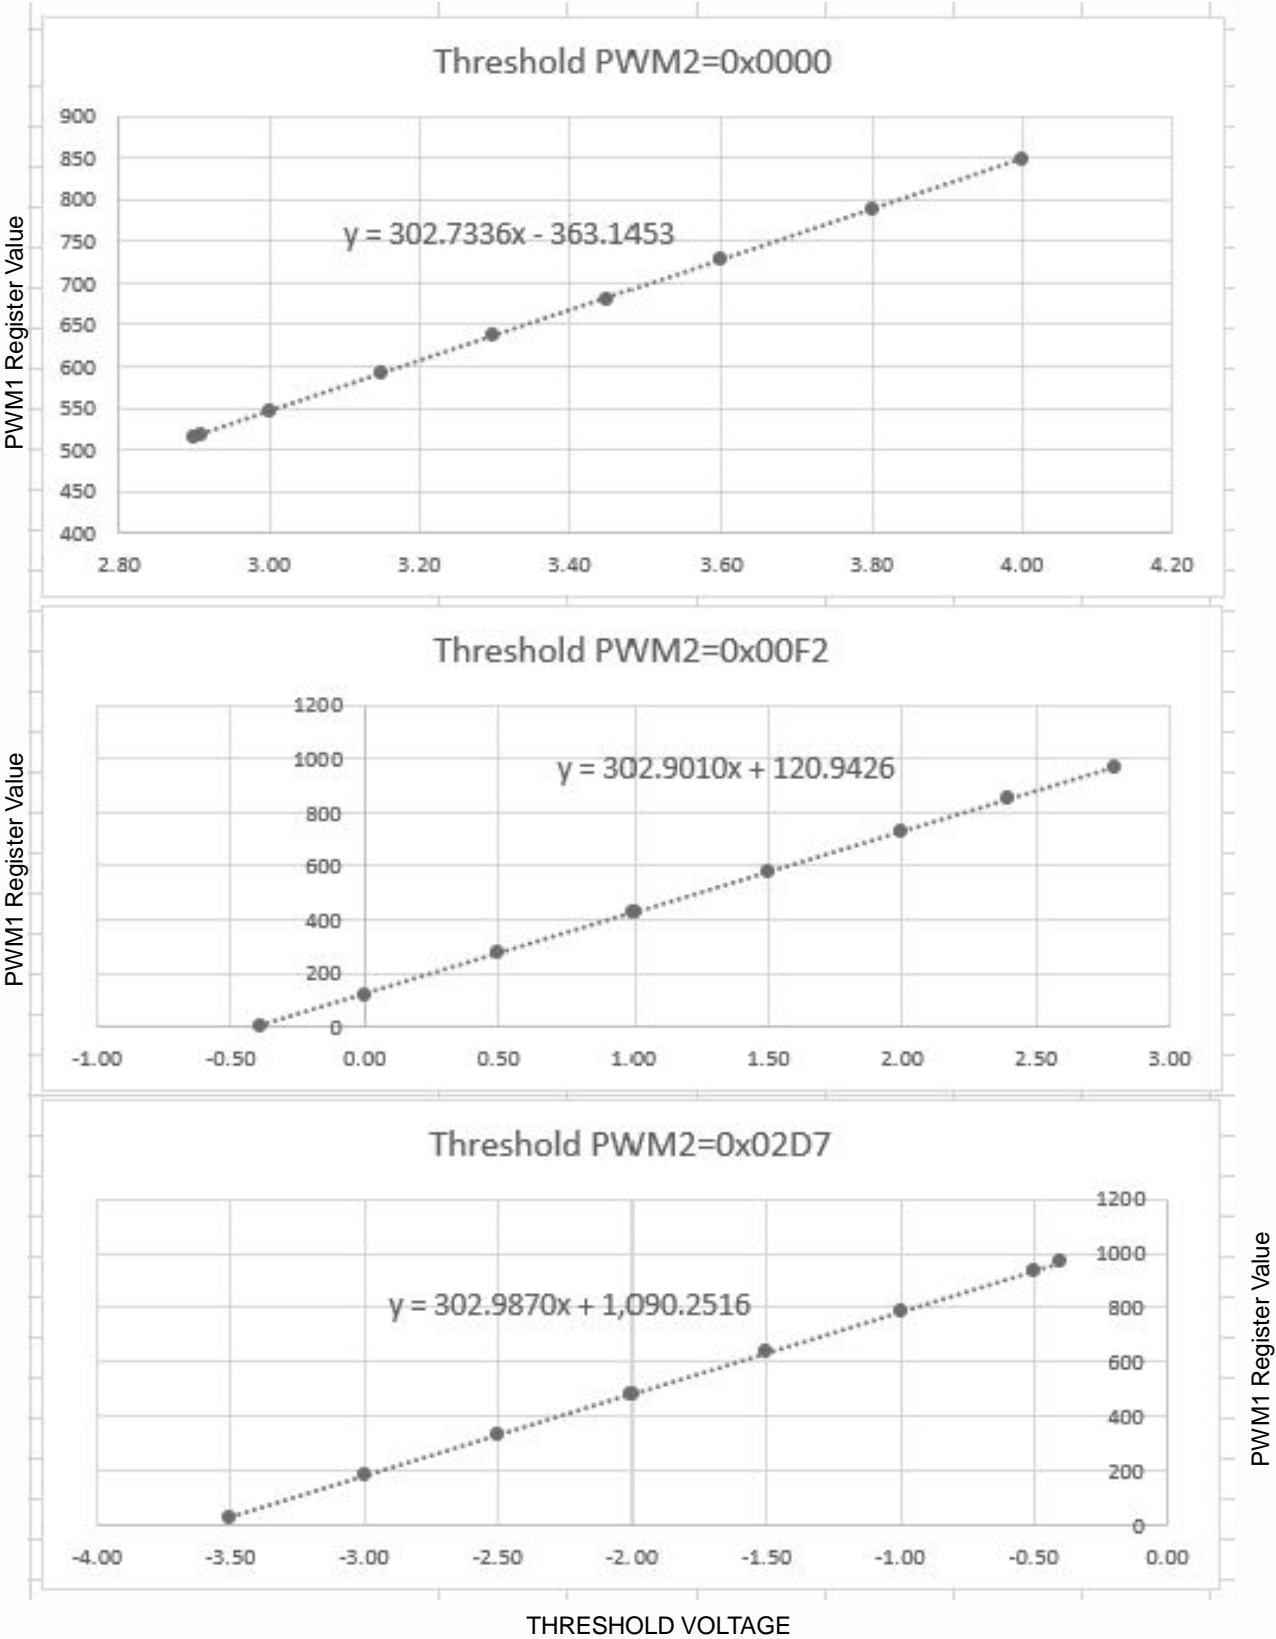 Threshold PWM2=0x0000
PWM1 Register Value
900
850
800
750
700
650
600
550
500
450
400
y = 302.7336x - 363.1453
2.80 3.00 3.20 3.40 3.60 3.80 4.00 4.20
Threshold PWM2=0x00F2
PWM1 Register Value
1200
1000
800
600
400
200
0
y = 302.9010x + 120.9426
-1.00 -0.50 0.00 0.50 1.00 1.50 2.00 2.50 3.00
Threshold PWM2=0x02D7
1200
1000
800
600
400
200
0
PWM1 Register Value
y = 302.9870x + 1,090.2516
-4.00 -3.50 -3.00 -2.50 -2.00 -1.50 -1.00 -0.50 0.00
THRESHOLD VOLTAGE